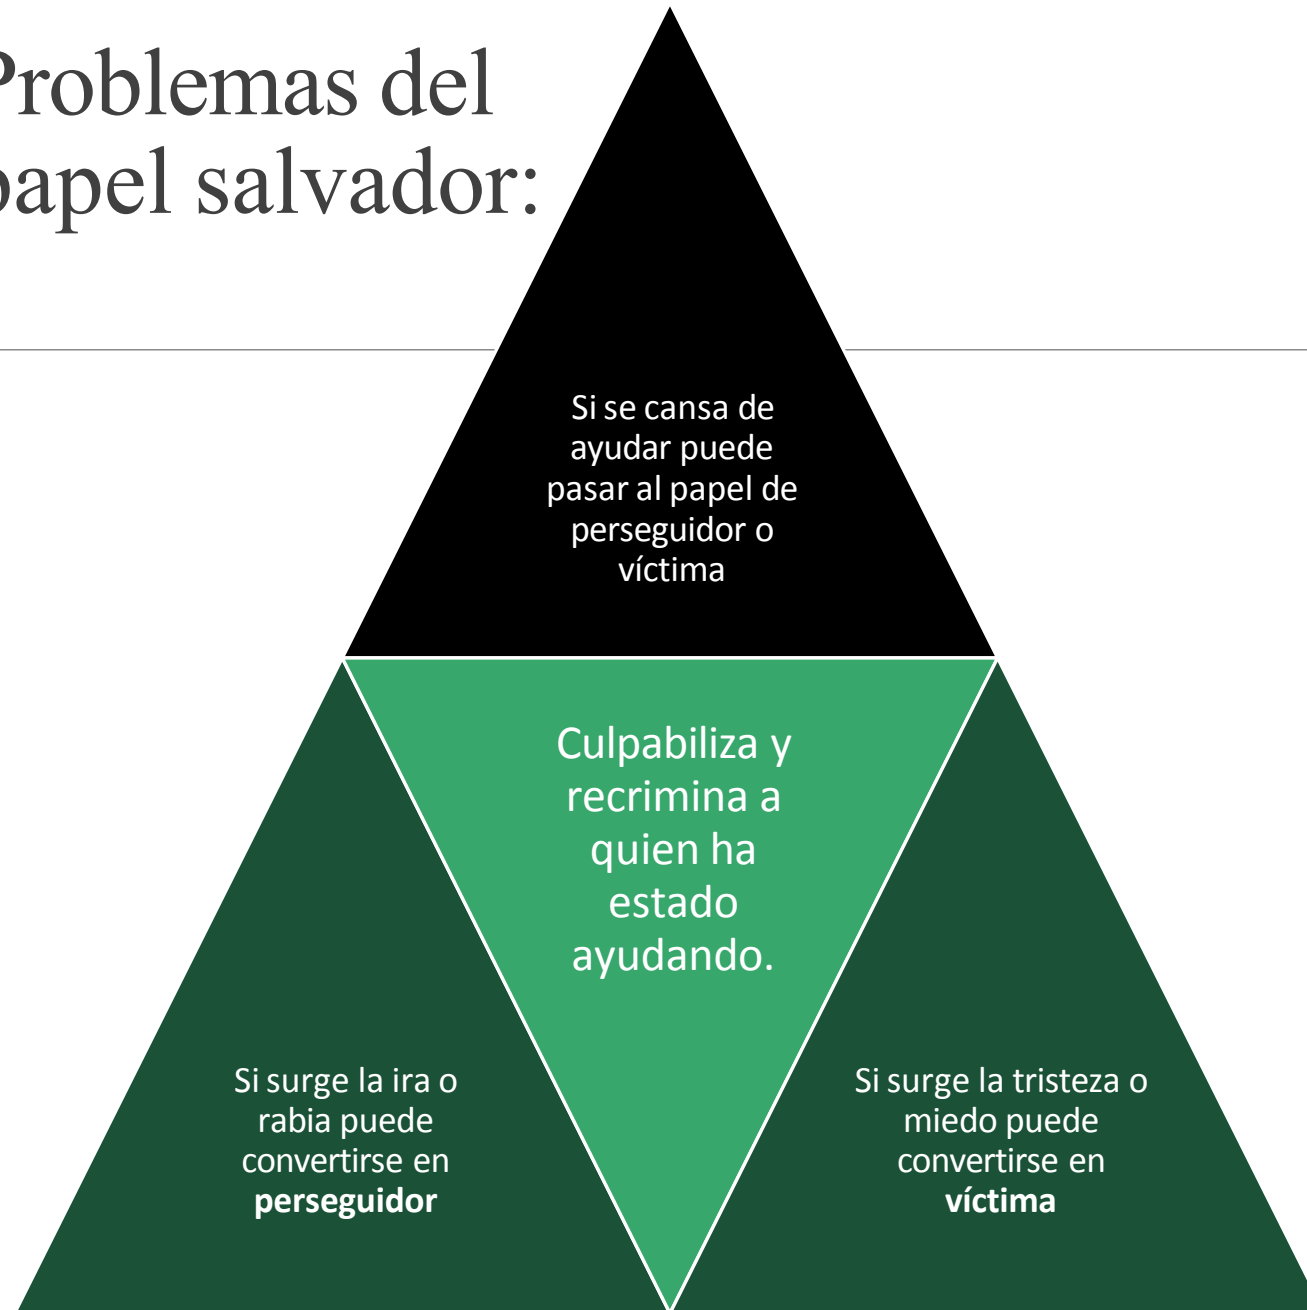 Problemas del
papel salvador:
Si se cansa de
ayudar puede
pasar al papel de
perseguidor o
víctima
Culpabiliza y
recrimina a
quien ha
estado
ayudando.
Si surge la ira o
rabia puede
convertirse en
perseguidor
Si surge la tristeza o
miedo puede
convertirse en
víctima